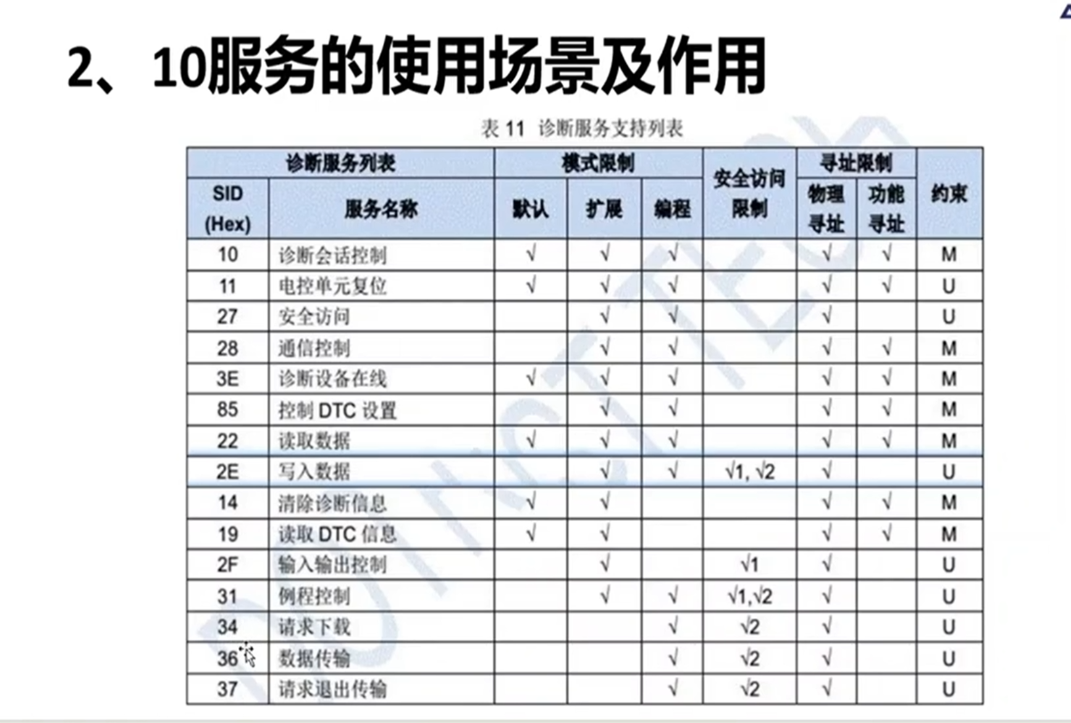 2、10服务的使用场景及作用
表 11 诊断服务支持列表
诊断服务列表 模式限制 安全访问限制 寻址限制 约束
SID (Hex) 服务名称 默认 扩展 编程 物理寻址 功能寻址
10 诊断会话控制 √ √ √ √ √ M
11 电控单元复位 √ √ √ √ √ U
27 安全访问 √ √ √ U
28 通信控制 √ √ √ √ M
3E 诊断设备在线 √ √ √ √ √ M
85 控制 DTC 设置 √ √ √ √ M
22 读取数据 √ √ √ √ √ M
2E 写入数据 √ √ √1, √2 √ U
14 清除诊断信息 √ √ √ √ M
19 读取 DTC 信息 √ √ √ √ M
2F 输入输出控制 √ √1 √ U
31 例程控制 √ √ √1,√2 √ U
34 请求下载 √ √2 √ U
36 数据传输 √ √2 √ U
37 请求退出传输 √ √2 √ U